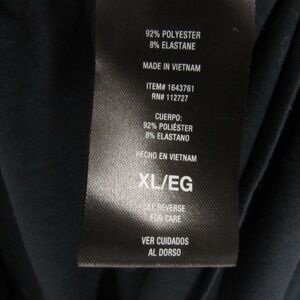 92% POLYESTER
8% ELASTANE
MADE IN VIETNAM
ITEM# 1643761
RN# 112727
CUERPO:
92% POLIÉSTER
8% ELASTANO
HECHO EN VIETNAM
XL/EG
SEE REVERSE
FOR CARE
VER CUIDADOS
AL DORSO